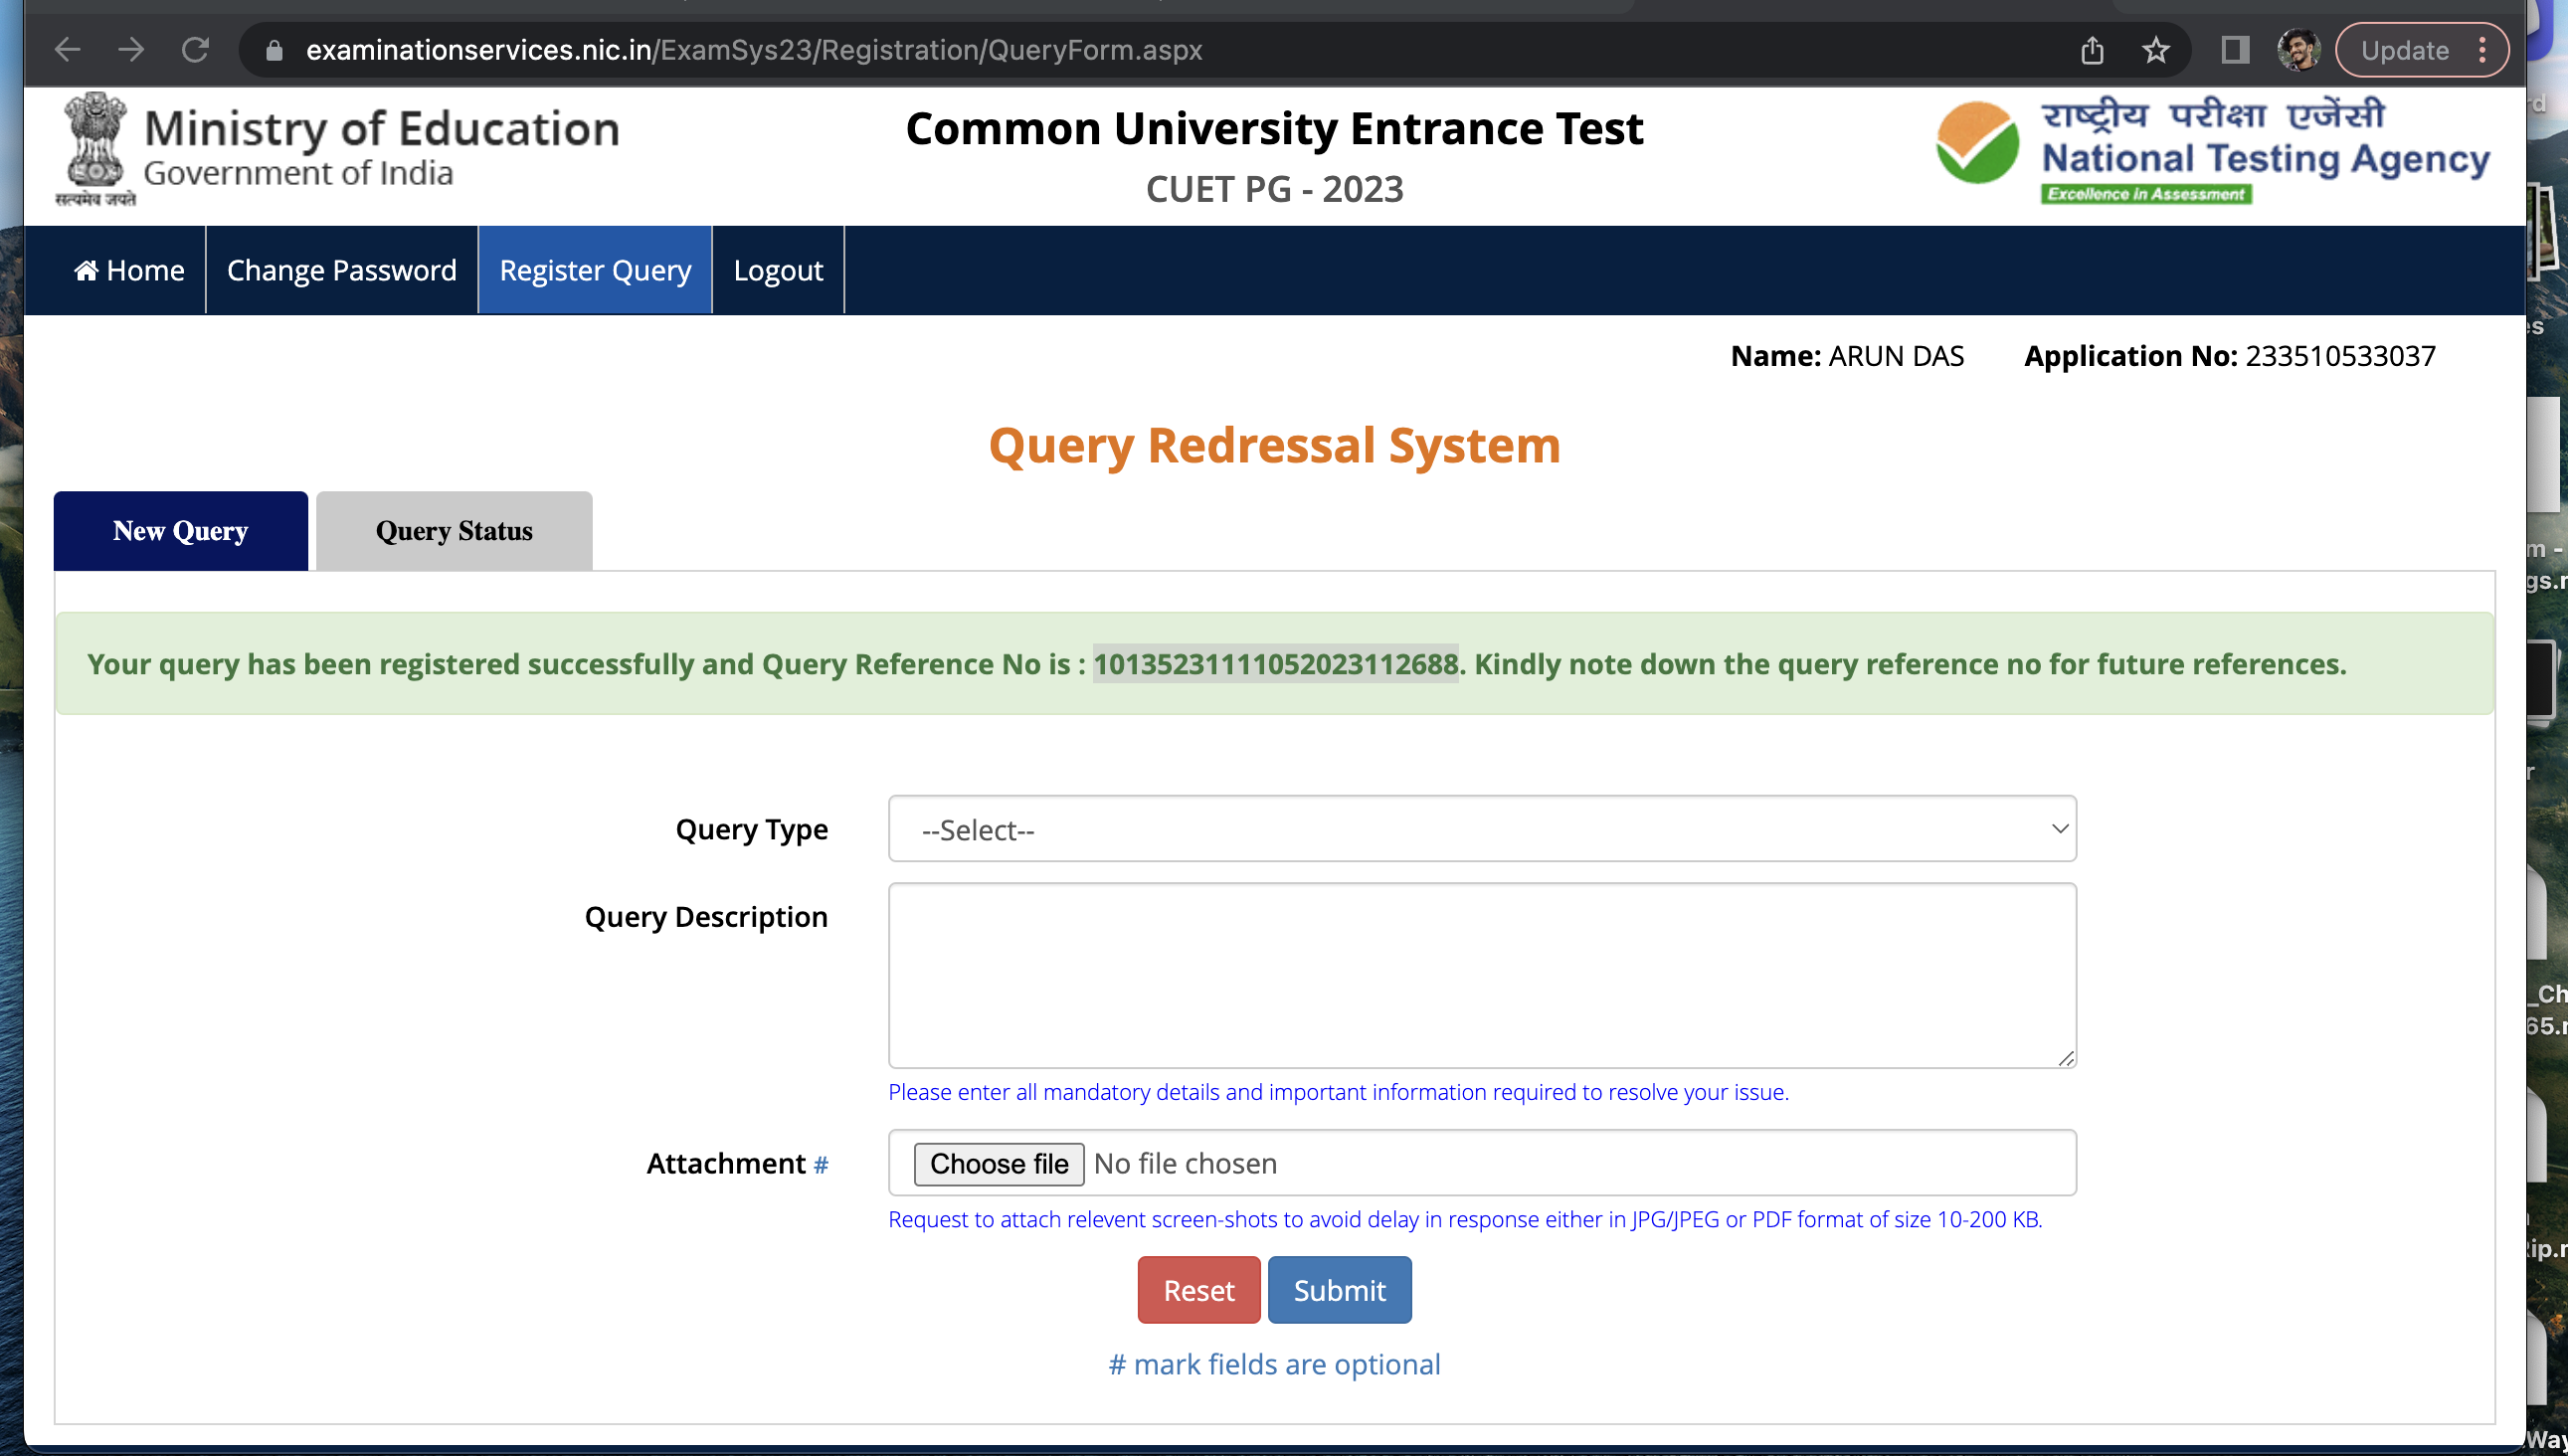 examinationservices.nic.in/ExamSys23/Registration/QueryForm.aspx
Update
सत्यमेव जयते
Ministry of Education
Government of India
Common University Entrance Test
CUET PG - 2023
राष्ट्रीय परीक्षा एजेंसी
National Testing Agency
Excellence in Assessment
Home
Change Password
Register Query
Logout
Name: ARUN DAS
Application No: 233510533037
Query Redressal System
New Query
Query Status
Your query has been registered successfully and Query Reference No is : 10135231111052023112688. Kindly note down the query reference no for future references.
Query Type
--Select--
Query Description
Please enter all mandatory details and important information required to resolve your issue.
Attachment #
Choose file No file chosen
Request to attach relevent screen-shots to avoid delay in response either in JPG/JPEG or PDF format of size 10-200 KB.
Reset
Submit
# mark fields are optional